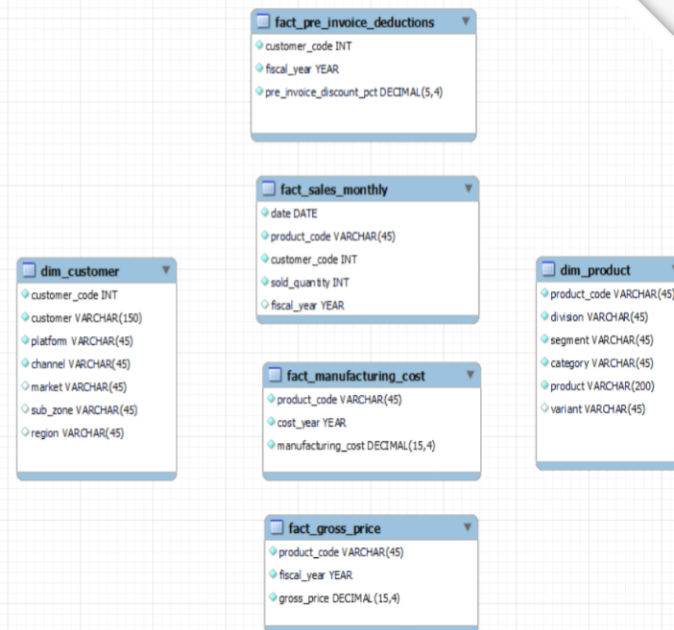 fact_pre_invoice_deductions
customer_code INT
fiscal_year YEAR
pre_invoice_discount_pct DECIMAL(5,4)
fact_sales_monthly
date DATE
product_code VARCHAR(45)
customer_code INT
sold_quantity INT
fiscal_year YEAR
dim_customer
customer_code INT
customer VARCHAR(150)
platform VARCHAR(45)
channel VARCHAR(45)
market VARCHAR(45)
sub_zone VARCHAR(45)
region VARCHAR(45)
dim_product
product_code VARCHAR(45)
division VARCHAR(45)
segment VARCHAR(45)
category VARCHAR(45)
product VARCHAR(200)
variant VARCHAR(45)
fact_manufacturing_cost
product_code VARCHAR(45)
cost_year YEAR
manufacturing_cost DECIMAL(15,4)
fact_gross_price
product_code VARCHAR(45)
fiscal_year YEAR
gross_price DECIMAL(15,4)